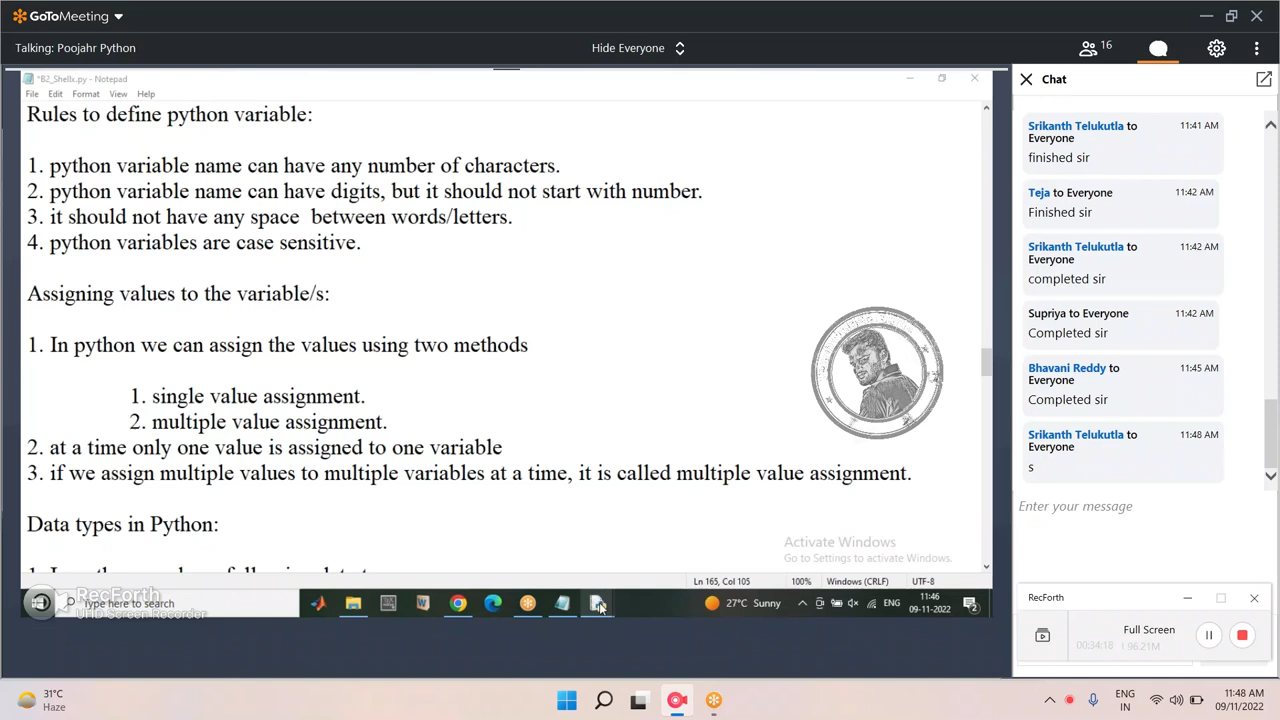 GoToMeeting
Talking: Poojahr Python
Hide Everyone
16
*B2_Shellx.py - Notepad
File Edit Format View Help
Rules to define python variable:
1. python variable name can have any number of characters.
2. python variable name can have digits, but it should not start with number.
3. it should not have any space  between words/letters.
4. python variables are case sensitive.
Assigning values to the variable/s:
1. In python we can assign the values using two methods
1. single value assignment.
2. multiple value assignment.
2. at a time only one value is assigned to one variable
3. if we assign multiple values to multiple variables at a time, it is called multiple value assignment.
Data types in Python:
Activate Windows
Go to Settings to activate Windows.
Ln 165, Col 105 100% Windows (CRLF) UTF-8
RecForth
UHD Screen Recorder
Type here to search
27°C Sunny
ENG
11:46
09-11-2022
2
Chat
Srikanth Telukutla to Everyone 11:41 AM
finished sir
Teja to Everyone 11:42 AM
Finished sir
Srikanth Telukutla to Everyone 11:42 AM
completed sir
Supriya to Everyone 11:42 AM
Completed sir
Bhavani Reddy to Everyone 11:45 AM
Completed sir
Srikanth Telukutla to Everyone 11:48 AM
s
Enter your message
RecForth
Full Screen
00:34:18 | 96.21M
31°C
Haze
ENG
IN
11:48 AM
09/11/2022